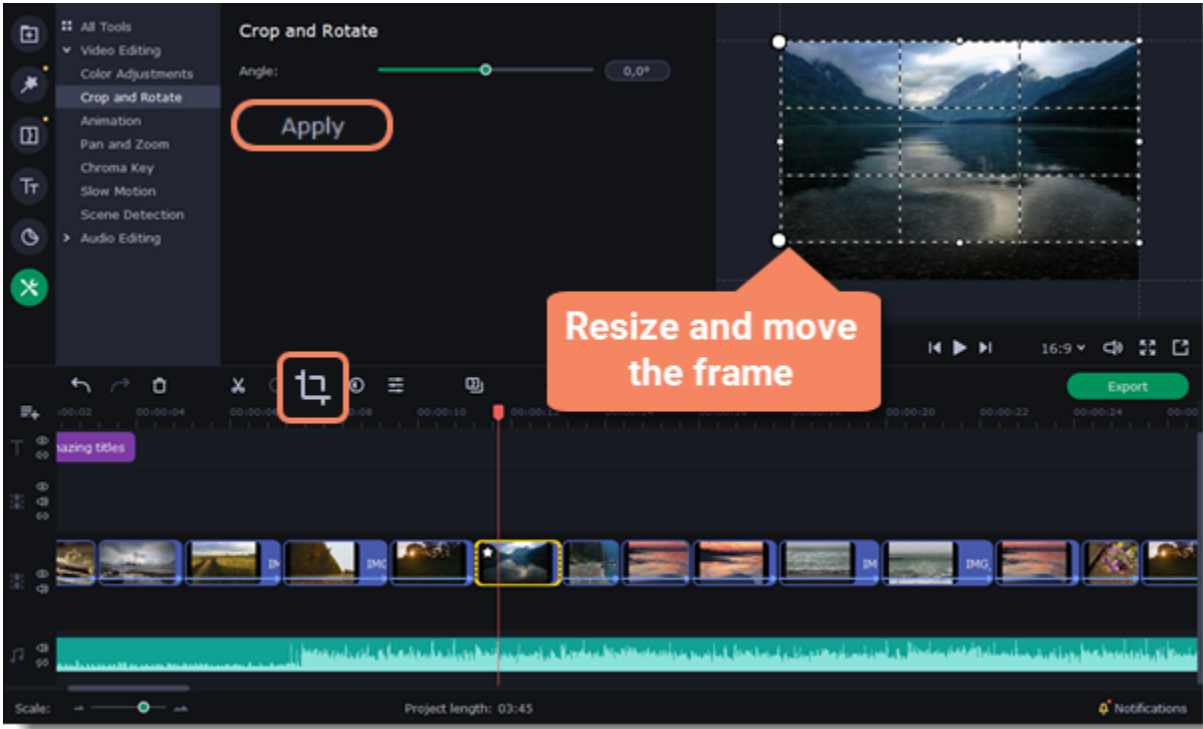 All Tools
Video Editing
Color Adjustments
Crop and Rotate
Animation
Pan and Zoom
Chroma Key
Slow Motion
Scene Detection
Audio Editing
Crop and Rotate
Angle:
0,0°
Apply
Resize and move
the frame
16:9
Export
:00:02 00:00:04 00:00:10 00:00:12 00:00:20 00:00:22 00:00:24
azing titles
IMG
Scale:
Project length: 03:45
Notifications